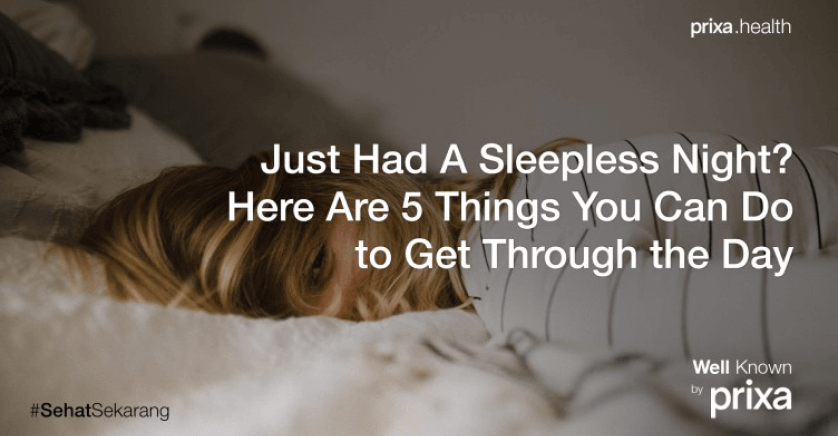 prixa.health
Just Had A Sleepless Night?
Here Are 5 Things You Can Do
to Get Through the Day
Well Known
by prixa
#SehatSekarang